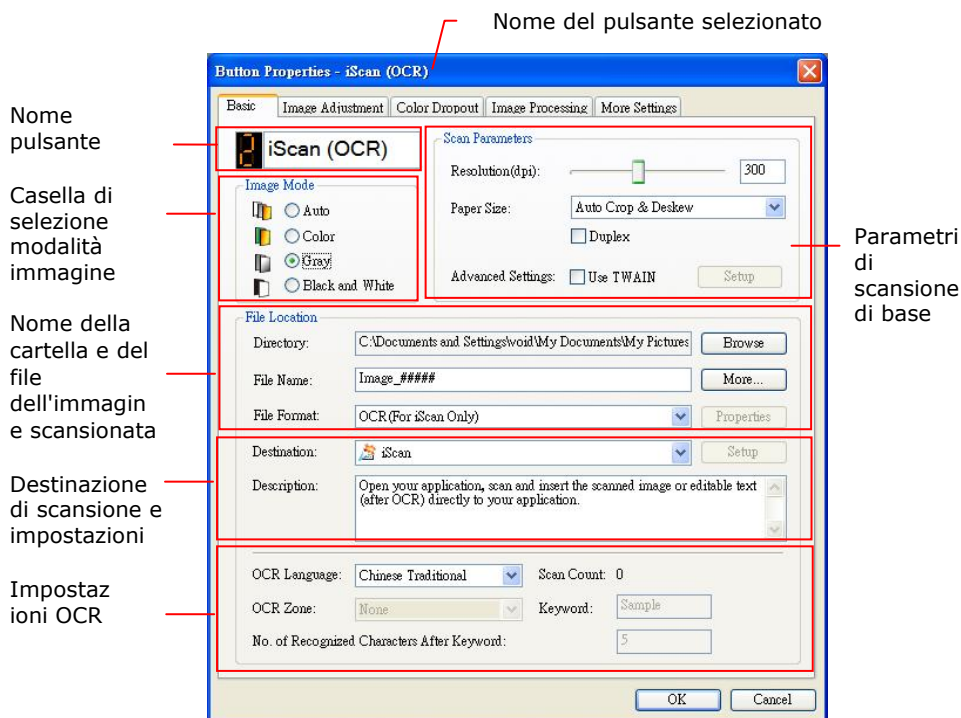 Nome del pulsante selezionato
Button Properties - iScan (OCR)
Basic Image Adjustment Color Dropout Image Processing More Settings
Nome
pulsante
2 iScan (OCR)
Casella di
selezione
modalità
immagine
Image Mode
Auto
Color
Gray
Black and White
Scan Parameters
Resolution(dpi): 300
Paper Size: Auto Crop & Deskew
Duplex
Advanced Settings: Use TWAIN Setup
Parametri
di
scansione
di base
Nome della
cartella e del
file
dell'immagin
e scansionata
File Location
Directory: C:\Documents and Settings\void\My Documents\My Pictures Browse
File Name: Image_##### More...
File Format: OCR(For iScan Only) Properties
Destinazione
di scansione e
impostazioni
Destination: iScan Setup
Description: Open your application, scan and insert the scanned image or editable text
(after OCR) directly to your application.
Impostaz
ioni OCR
OCR Language: Chinese Traditional Scan Count: 0
OCR Zone: None Keyword: Sample
No. of Recognized Characters After Keyword: 5
OK Cancel